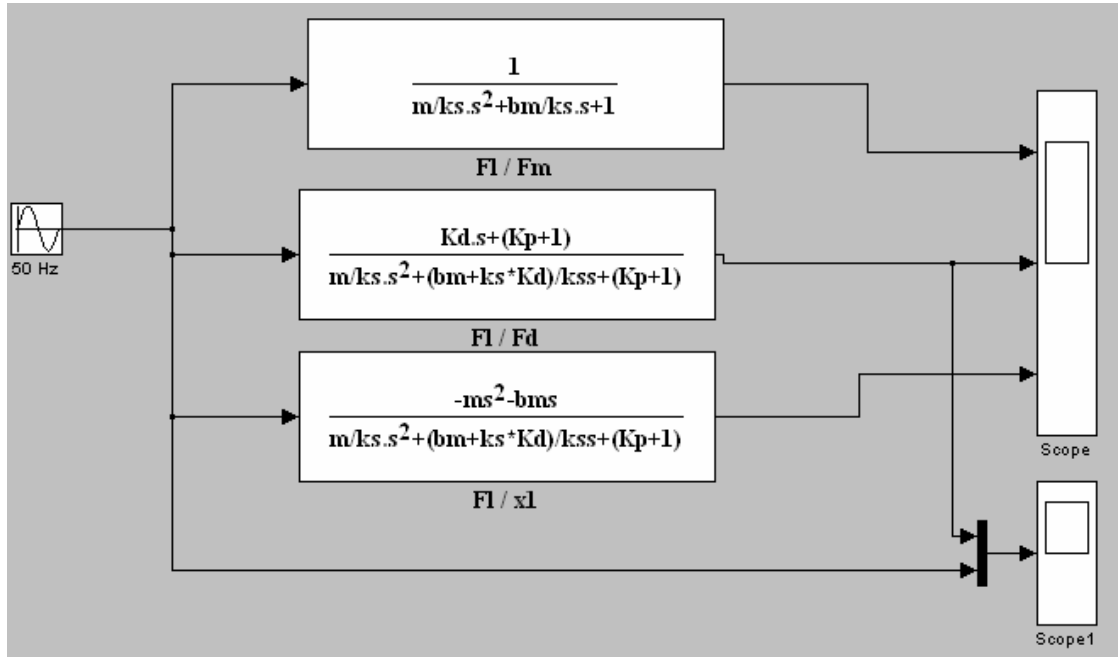 1
m/ks.s²+bm/ks.s+1
Fl / Fm
50 Hz
Kd.s+(Kp+1)
m/ks.s²+(bm+ks*Kd)/kss+(Kp+1)
Fl / Fd
-ms²-bms
m/ks.s²+(bm+ks*Kd)/kss+(Kp+1)
Fl / xl
Scope
Scope1